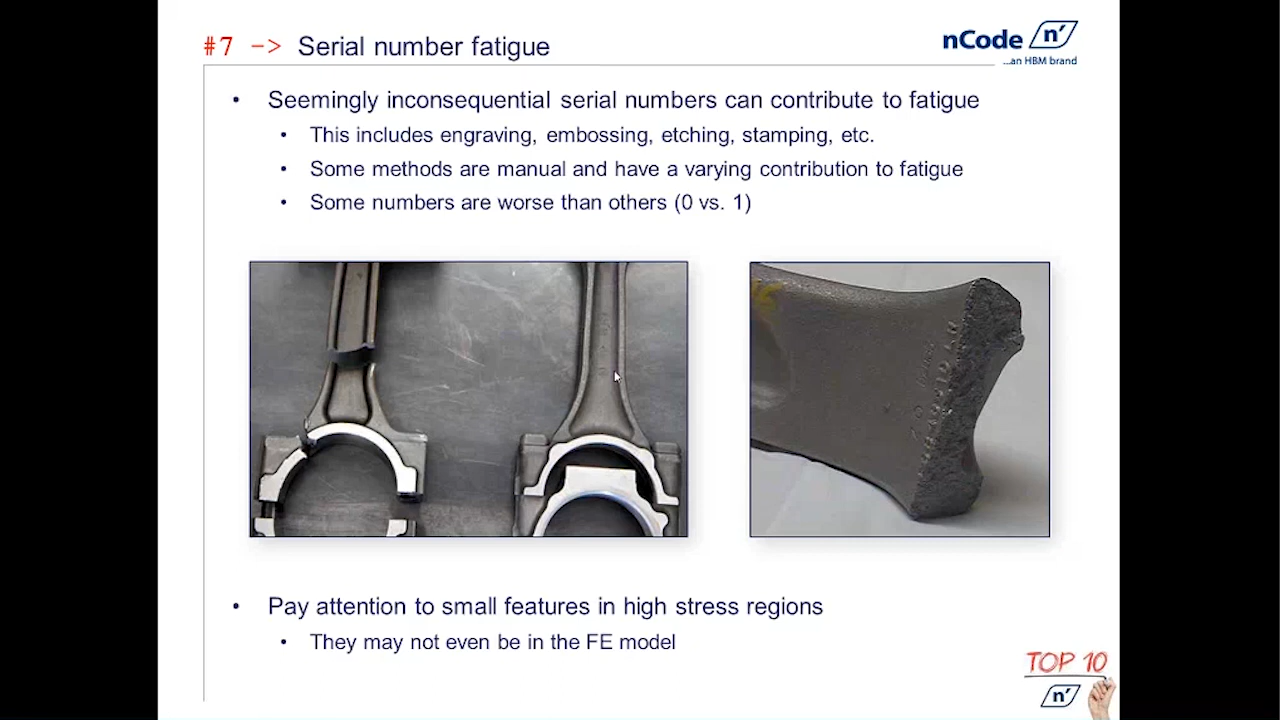 #7 -> Serial number fatigue
nCode n'
...an HBM brand
• Seemingly inconsequential serial numbers can contribute to fatigue
• This includes engraving, embossing, etching, stamping, etc.
• Some methods are manual and have a varying contribution to fatigue
• Some numbers are worse than others (0 vs. 1)
• Pay attention to small features in high stress regions
• They may not even be in the FE model
TOP 10
n'